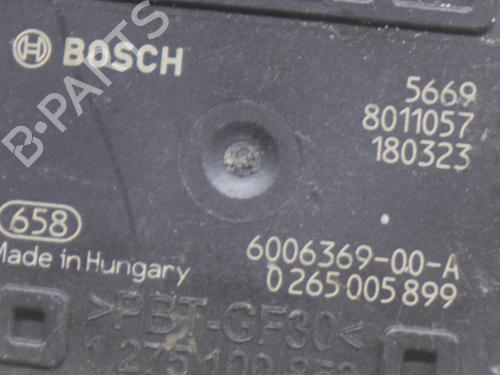 BOSCH
5669
8011057
180323
658
Made in Hungary
6006369-00-A
0 265 005 899
>PBT-GF30<
B-PARTS